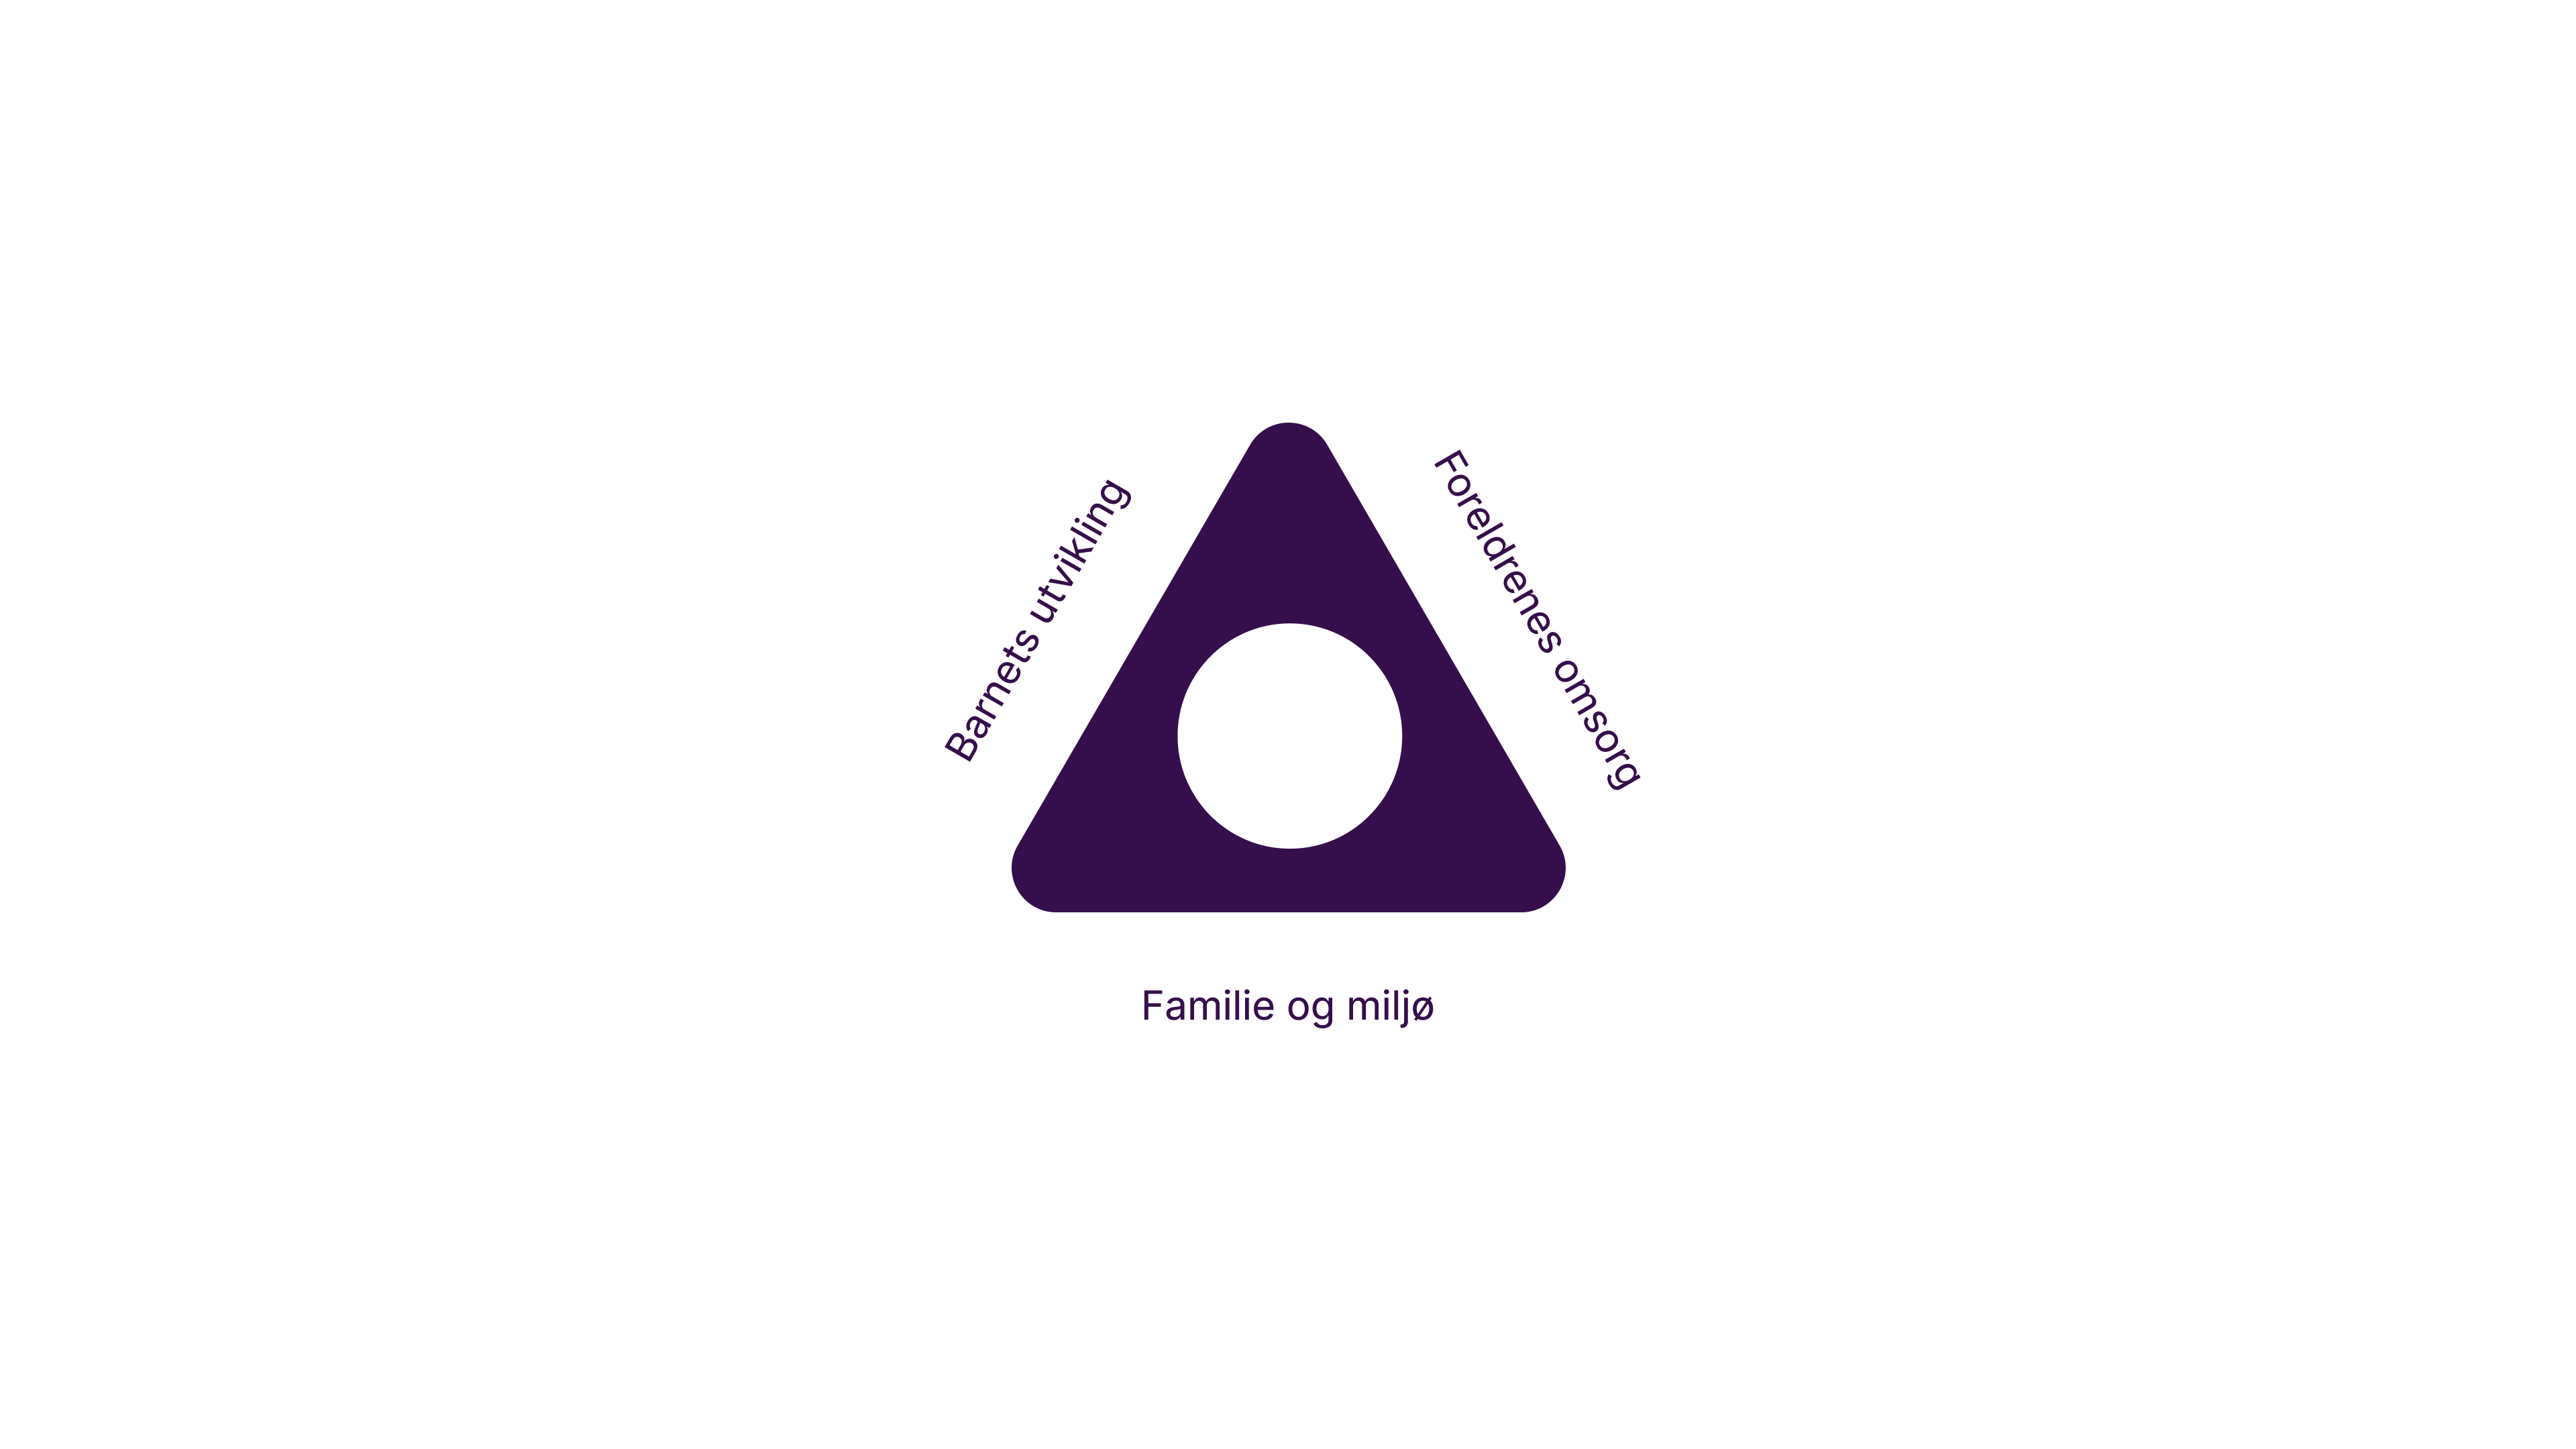 Barnets utvikling
Foreldrenes omsorg
Familie og miljø